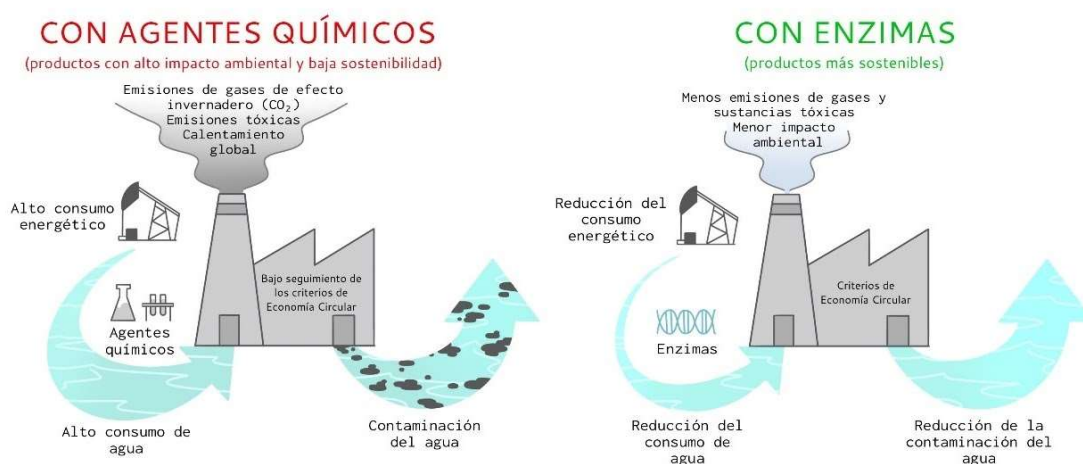 CON AGENTES QUÍMICOS
(productos con alto impacto ambiental y baja sostenibilidad)
Emisiones de gases de efecto
invernadero (CO₂)
Emisiones tóxicas
Calentamiento
global
Alto consumo
energético
Bajo seguimiento de
los criterios de
Economía Circular
Agentes
químicos
Alto consumo de
agua
Contaminación
del agua
CON ENZIMAS
(productos más sostenibles)
Menos emisiones de gases y
sustancias tóxicas
Menor impacto
ambiental
Reducción del
consumo
energético
Criterios de
Economía Circular
Enzimas
Reducción del
consumo de
agua
Reducción de la
contaminación del
agua